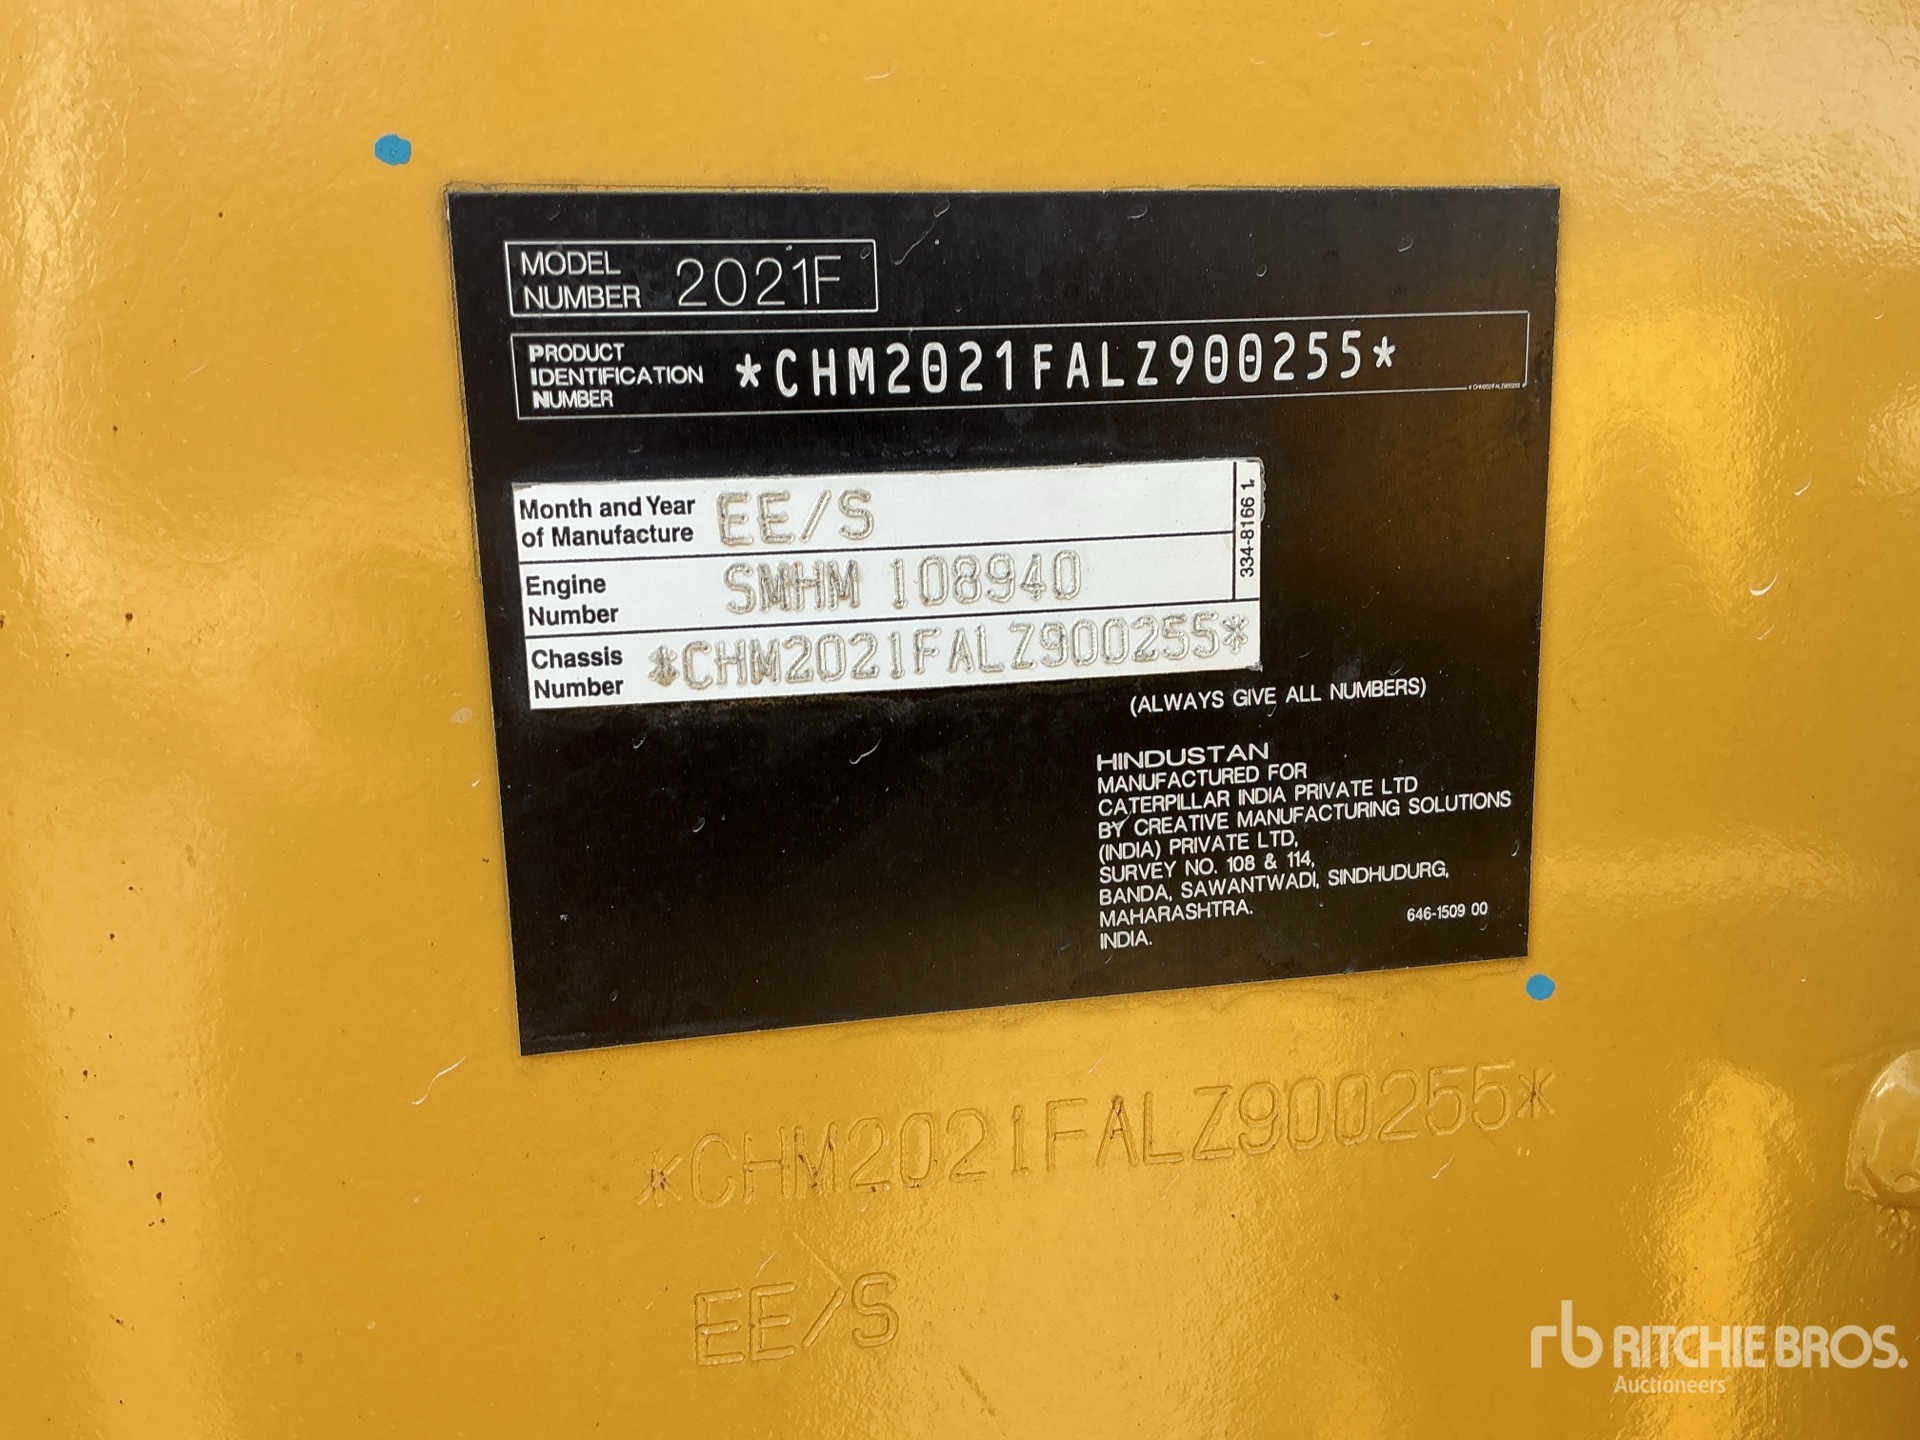 MODEL
NUMBER 2021F
PRODUCT
IDENTIFICATION
NUMBER
*CHM2021FALZ900255*
* CHM2021FALZ900255
Month and Year
of Manufacture
EE/S
334-8166 1
Engine
Number
SMHM 108940
Chassis
Number
*CHM2021FALZ900255*
(ALWAYS GIVE ALL NUMBERS)
HINDUSTAN
MANUFACTURED FOR
CATERPILLAR INDIA PRIVATE LTD
BY CREATIVE MANUFACTURING SOLUTIONS
(INDIA) PRIVATE LTD,
SURVEY NO. 108 & 114,
BANDA, SAWANTWADI, SINDHUDURG,
MAHARASHTRA.
INDIA.
646-1509 00
*CHM2021FALZ900255*
EE/S
rb RITCHIE BROS.
Auctioneers